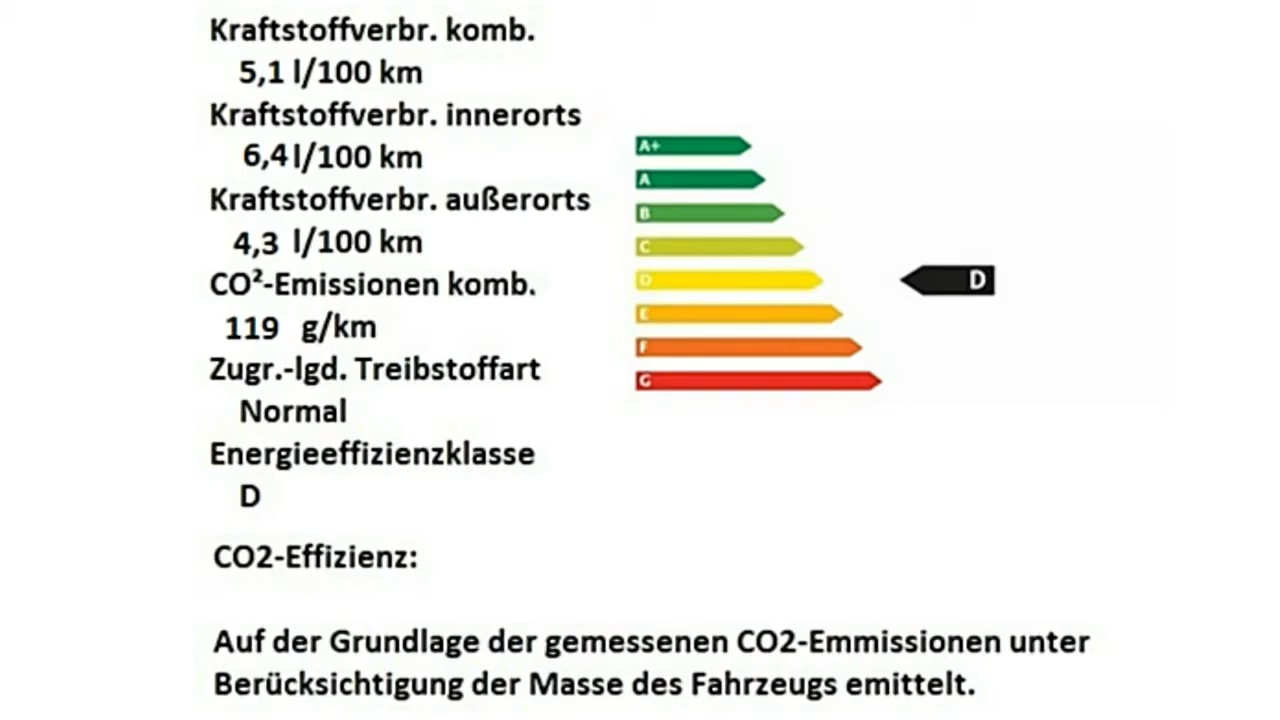 Kraftstoffverbr. komb.
5,1 l/100 km
Kraftstoffverbr. innerorts
6,4 l/100 km
Kraftstoffverbr. außerorts
4,3 l/100 km
CO²-Emissionen komb.
119 g/km
Zugr.-lgd. Treibstoffart
Normal
Energieeffizienzklasse
D
A+
A
B
C
D
D
E
F
G
CO2-Effizienz:
Auf der Grundlage der gemessenen CO2-Emmissionen unter
Berücksichtigung der Masse des Fahrzeugs emittelt.